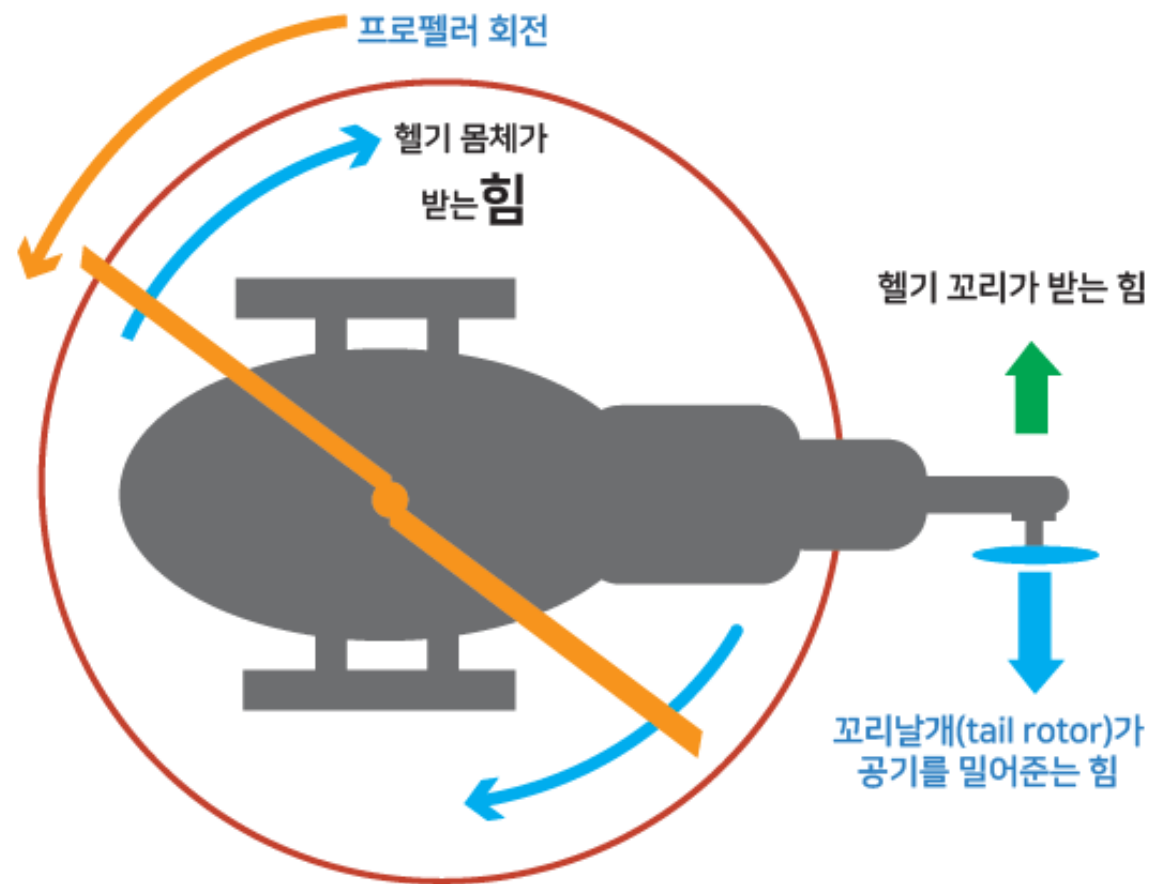 프로펠러 회전
헬기 몸체가
받는 힘
헬기 꼬리가 받는 힘
꼬리날개(tail rotor)가
공기를 밀어준는 힘